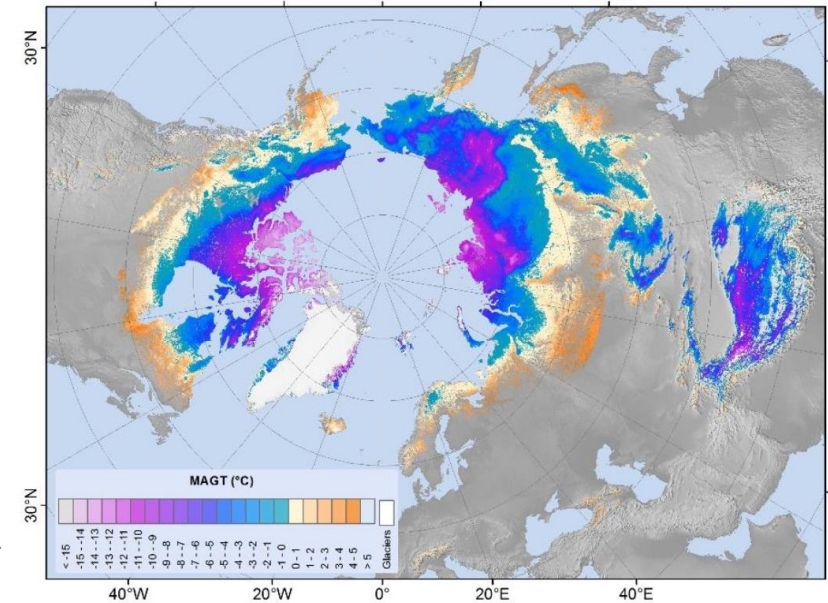 30°N
30°N
MAGT (°C)
< -15
-15 - -14
-14 - -13
-13 - -12
-12 - -11
-11 - -10
-10 - -9
-9 - -8
-8 - -7
-7 - -6
-6 - -5
-5 - -4
-4 - -3
-3 - -2
-2 - -1
-1 - 0
0 - 1
1 - 2
2 - 3
3 - 4
4 - 5
> 5
Glaciers
40°W
20°W
0°
20°E
40°E